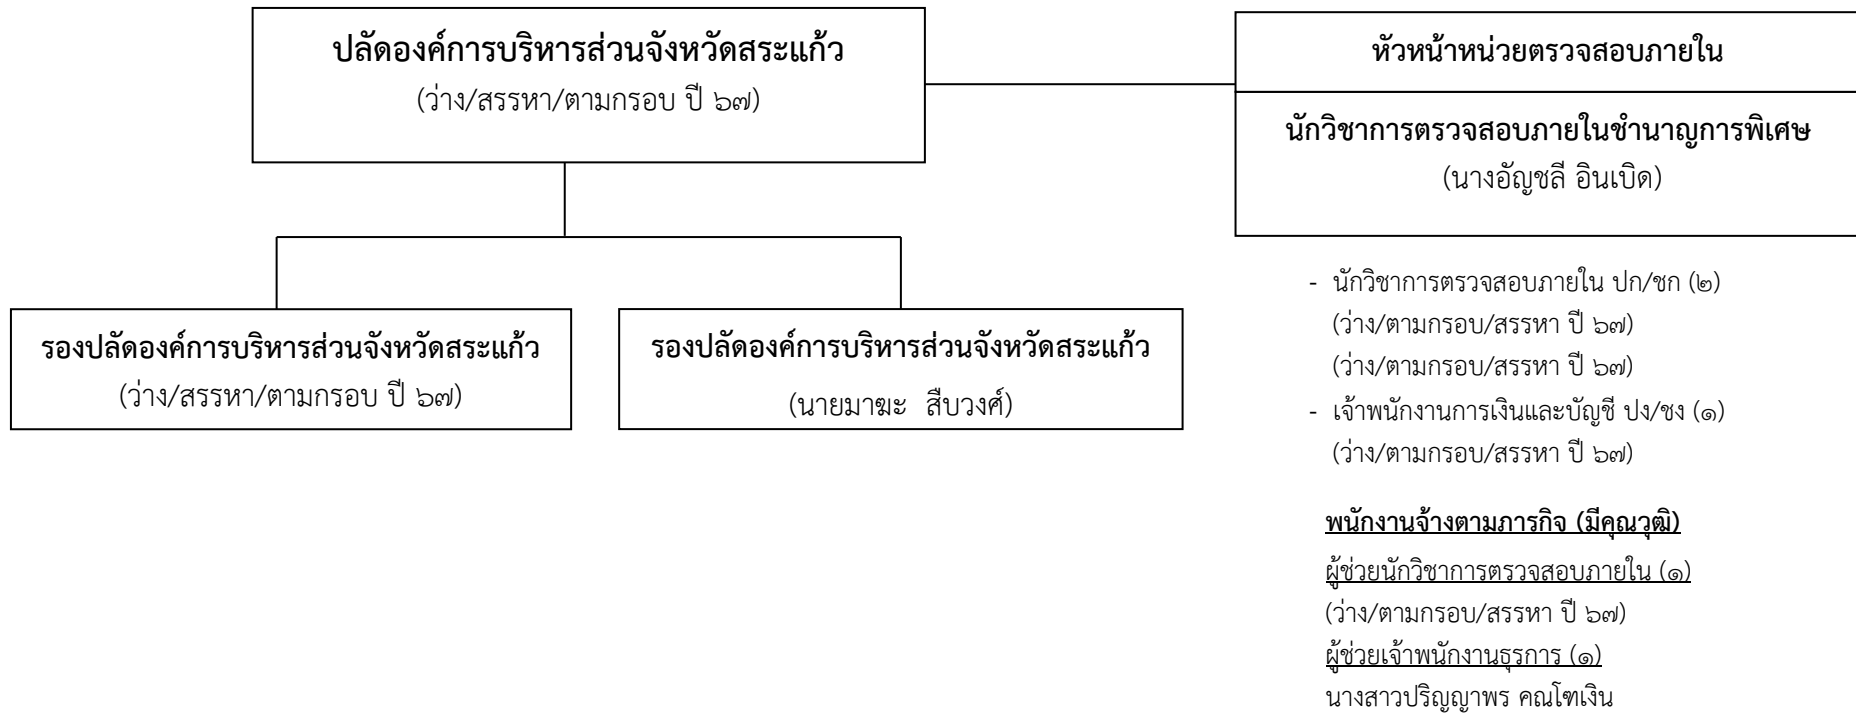 ปลัดองค์การบริหารส่วนจังหวัดสระแก้ว
(ว่าง/สรรหา/ตามกรอบ ปี ๖๗)
หัวหน้าหน่วยตรวจสอบภายใน
นักวิชาการตรวจสอบภายในชำนาญการพิเศษ
(นางอัญชลี อินเบิด)
รองปลัดองค์การบริหารส่วนจังหวัดสระแก้ว
(ว่าง/สรรหา/ตามกรอบ ปี ๖๗)
รองปลัดองค์การบริหารส่วนจังหวัดสระแก้ว
(นายมาฆะ สืบวงศ์)
- นักวิชาการตรวจสอบภายใน ปก/ชก (๒)
(ว่าง/ตามกรอบ/สรรหา ปี ๖๗)
(ว่าง/ตามกรอบ/สรรหา ปี ๖๗)
- เจ้าพนักงานการเงินและบัญชี ปง/ชง (๑)
(ว่าง/ตามกรอบ/สรรหา ปี ๖๗)
พนักงานจ้างตามภารกิจ (มีคุณวุฒิ)
ผู้ช่วยนักวิชาการตรวจสอบภายใน (๑)
(ว่าง/ตามกรอบ/สรรหา ปี ๖๗)
ผู้ช่วยเจ้าพนักงานธุรการ (๑)
นางสาวปริญญาพร คณโฑเงิน